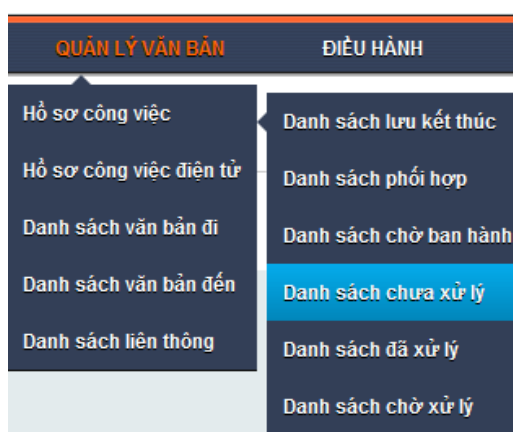 QUẢN LÝ VĂN BẢN
ĐIỀU HÀNH
Hồ sơ công việc
Hồ sơ công việc điện tử
Danh sách văn bản đi
Danh sách văn bản đến
Danh sách liên thông
Danh sách lưu kết thúc
Danh sách phối hợp
Danh sách chờ ban hành
Danh sách chưa xử lý
Danh sách đã xử lý
Danh sách chờ xử lý